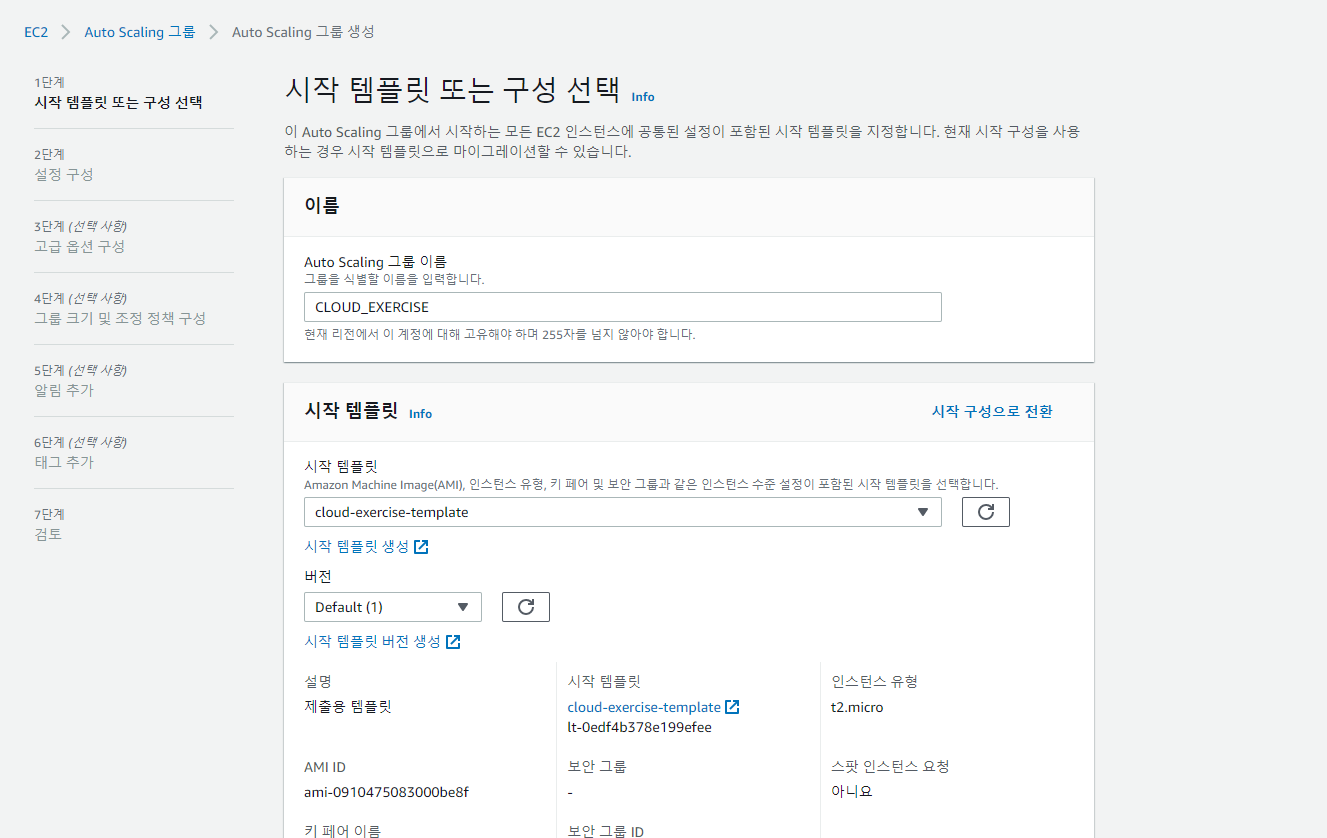 EC2 > Auto Scaling 그룹 > Auto Scaling 그룹 생성
1단계
시작 템플릿 또는 구성 선택
2단계
설정 구성
3단계 (선택 사항)
고급 옵션 구성
4단계 (선택 사항)
그룹 크기 및 조정 정책 구성
5단계 (선택 사항)
알림 추가
6단계 (선택 사항)
태그 추가
7단계
검토
시작 템플릿 또는 구성 선택 Info
이 Auto Scaling 그룹에서 시작하는 모든 EC2 인스턴스에 공통된 설정이 포함된 시작 템플릿을 지정합니다. 현재 시작 구성을 사용
하는 경우 시작 템플릿으로 마이그레이션할 수 있습니다.
이름
Auto Scaling 그룹 이름
그룹을 식별할 이름을 입력합니다.
CLOUD_EXERCISE
현재 리전에서 이 계정에 대해 고유해야 하며 255자를 넘지 않아야 합니다.
시작 템플릿 Info
시작 구성으로 전환
시작 템플릿
Amazon Machine Image(AMI), 인스턴스 유형, 키 페어 및 보안 그룹과 같은 인스턴스 수준 설정이 포함된 시작 템플릿을 선택합니다.
cloud-exercise-template
시작 템플릿 생성
버전
Default (1)
시작 템플릿 버전 생성
설명
제출용 템플릿
시작 템플릿
cloud-exercise-template
lt-0edf4b378e199efee
인스턴스 유형
t2.micro
AMI ID
ami-0910475083000be8f
보안 그룹
-
스팟 인스턴스 요청
아니요
키 페어 이름
보안 그룹 ID